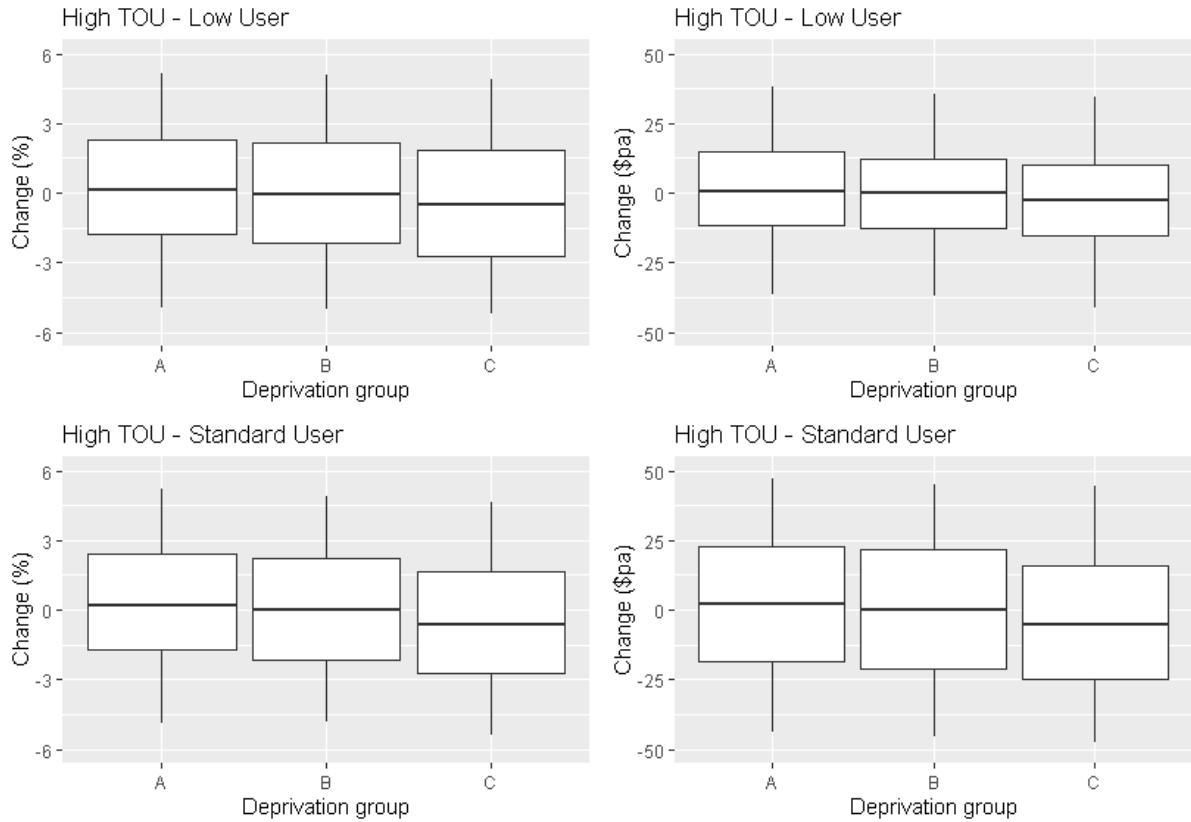 High TOU - Low User
Change (%)
6
3
0
-3
-6
A B C
Deprivation group
High TOU - Low User
Change ($pa)
50
25
0
-25
-50
A B C
Deprivation group
High TOU - Standard User
Change (%)
6
3
0
-3
-6
A B C
Deprivation group
High TOU - Standard User
Change ($pa)
50
25
0
-25
-50
A B C
Deprivation group